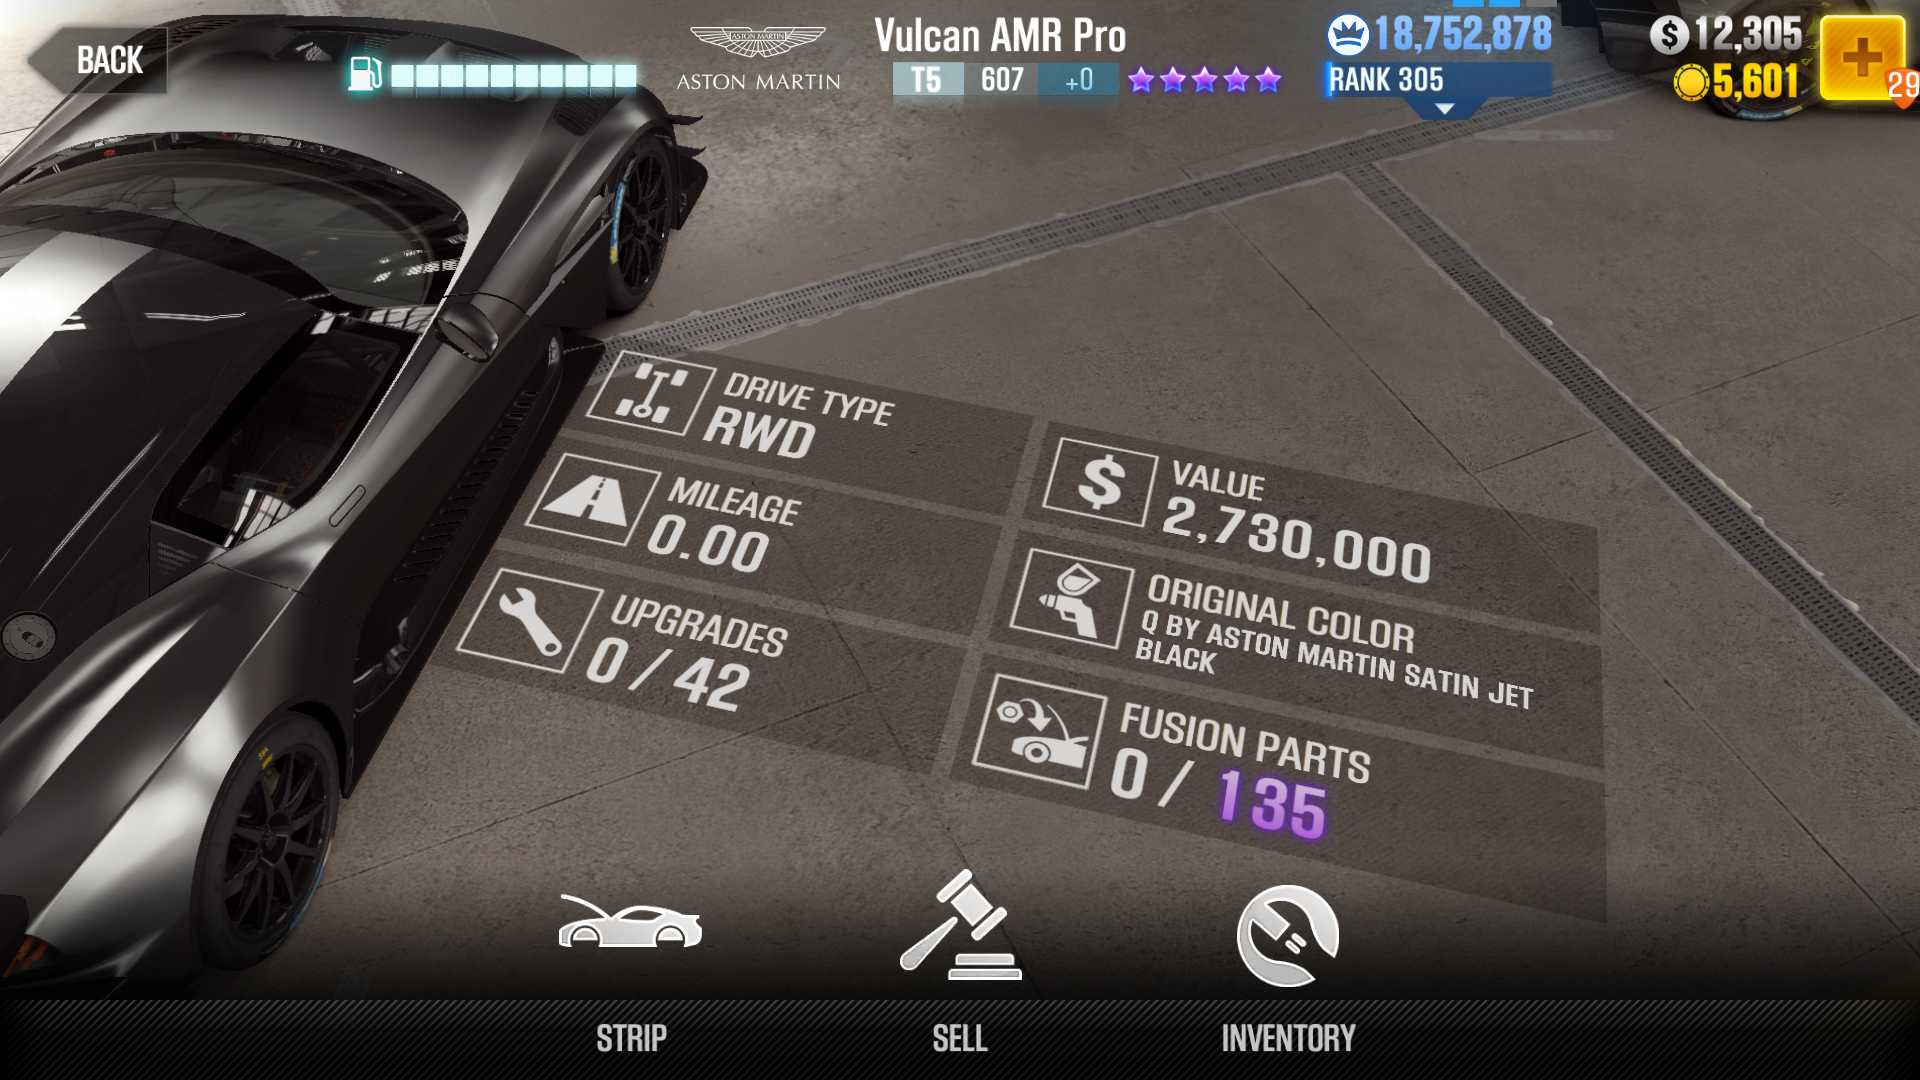 BACK
ASTON MARTIN
ASTON MARTIN
Vulcan AMR Pro
T5 607 +0
18,752,878
RANK 305
12,305
5,601
29
DRIVE TYPE
RWD
MILEAGE
0.00
UPGRADES
0 / 42
VALUE
2,730,000
ORIGINAL COLOR
Q BY ASTON MARTIN SATIN JET
BLACK
FUSION PARTS
0 / 135
STRIP
SELL
INVENTORY